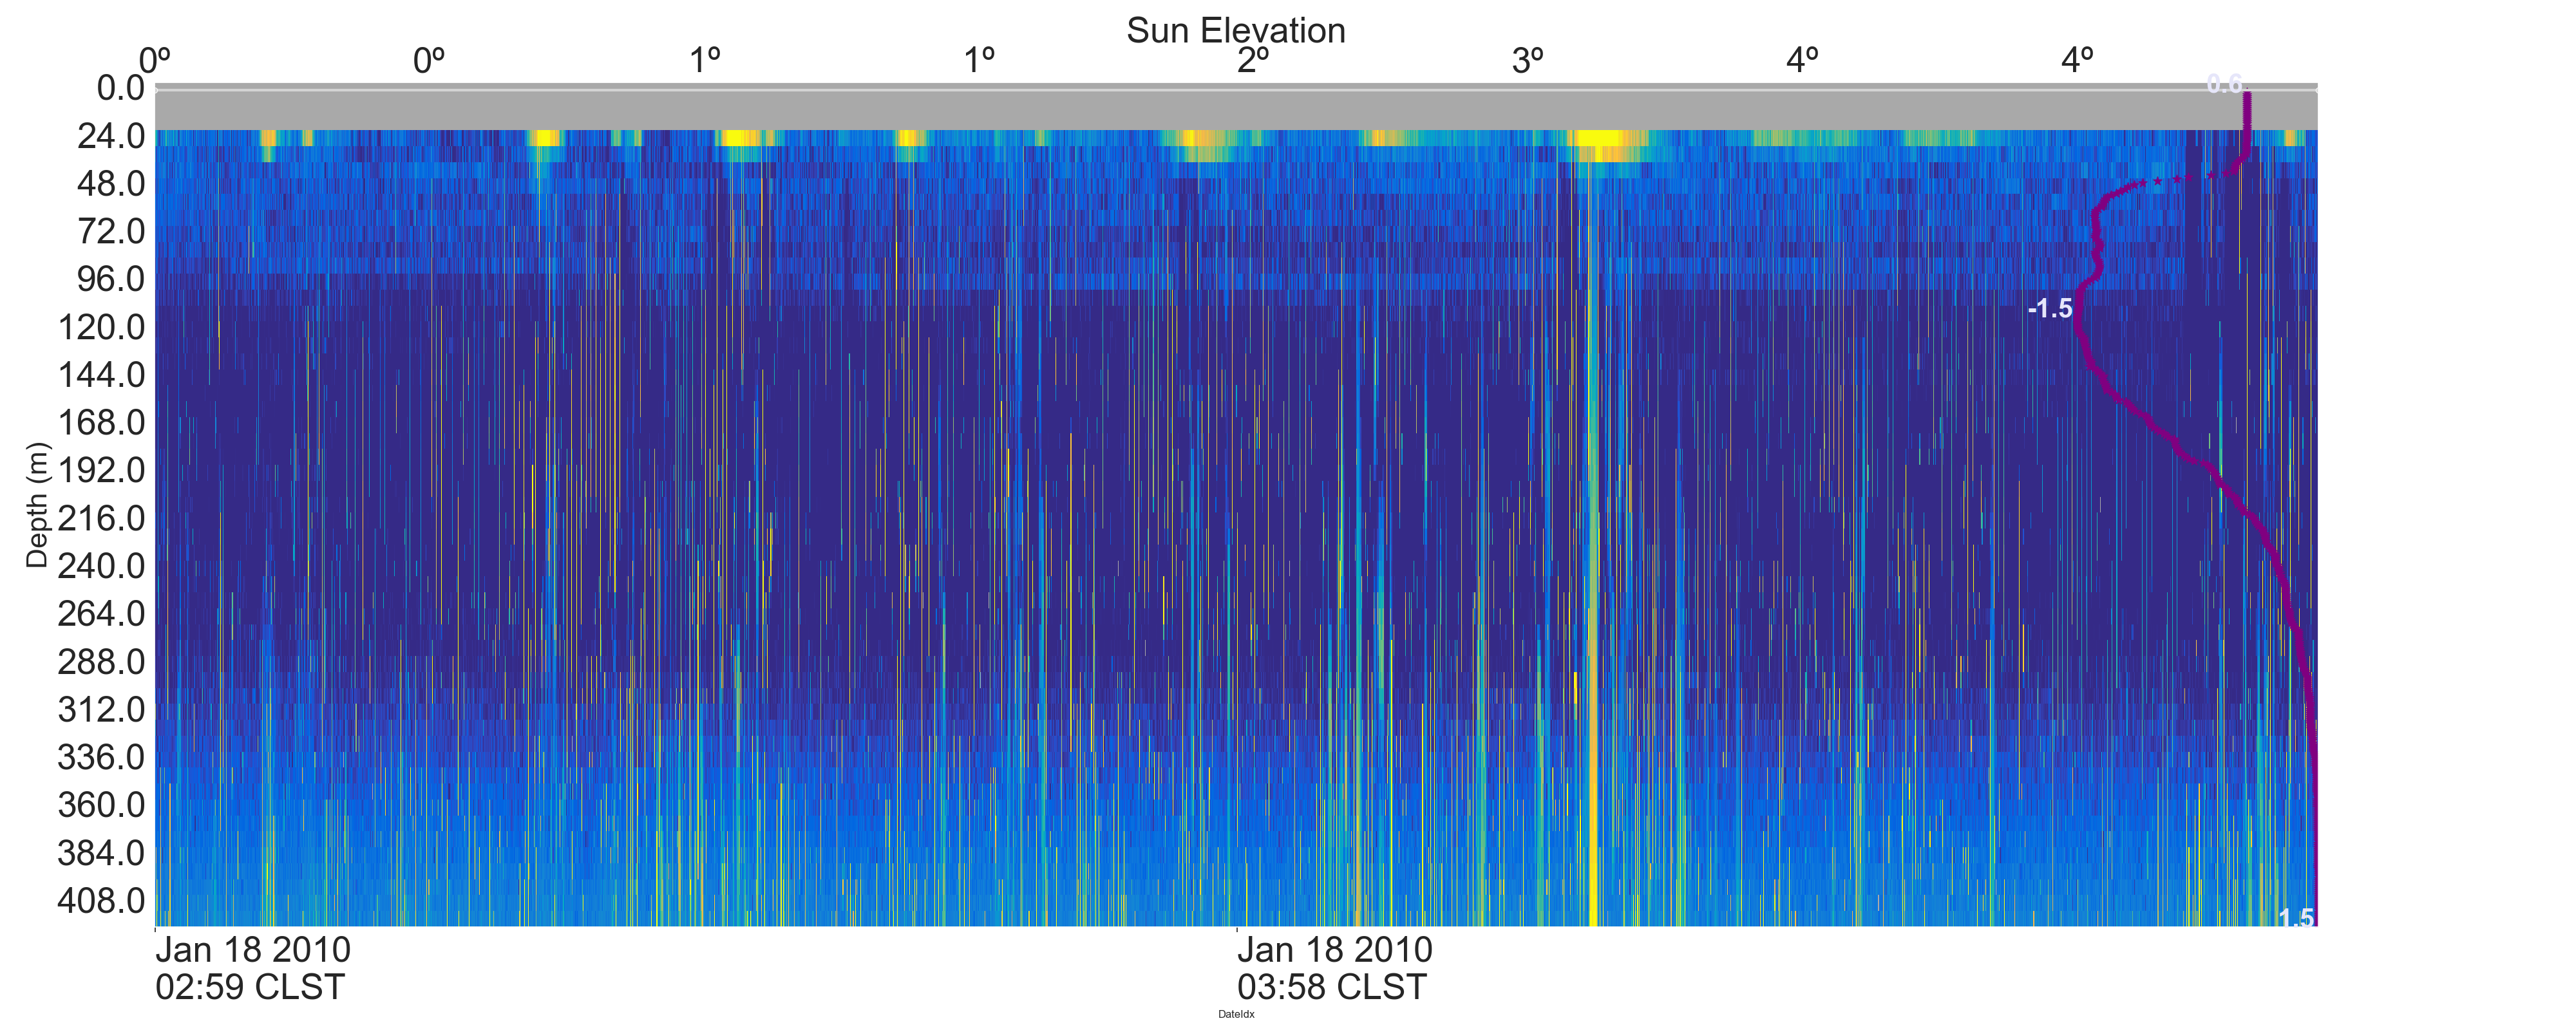 Sun Elevation
0º 0º 1º 1º 2º 3º 4º 4º
0.0
24.0
48.0
72.0
96.0
120.0
144.0
168.0
192.0
216.0
240.0
264.0
288.0
312.0
336.0
360.0
384.0
408.0
Depth (m)
0.6
-1.5
1.5
Jan 18 2010
02:59 CLST
Jan 18 2010
03:58 CLST
DateIdx